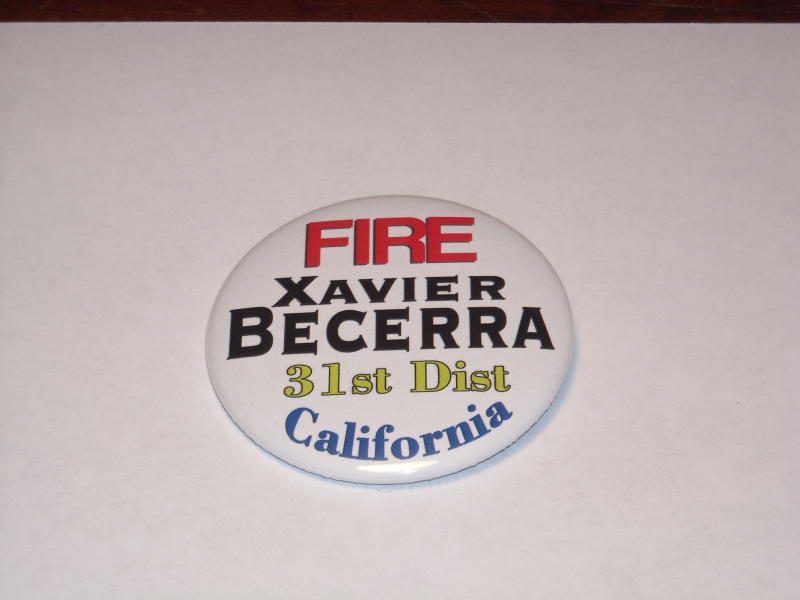 FIRE
XAVIER
BECERRA
31st Dist
California